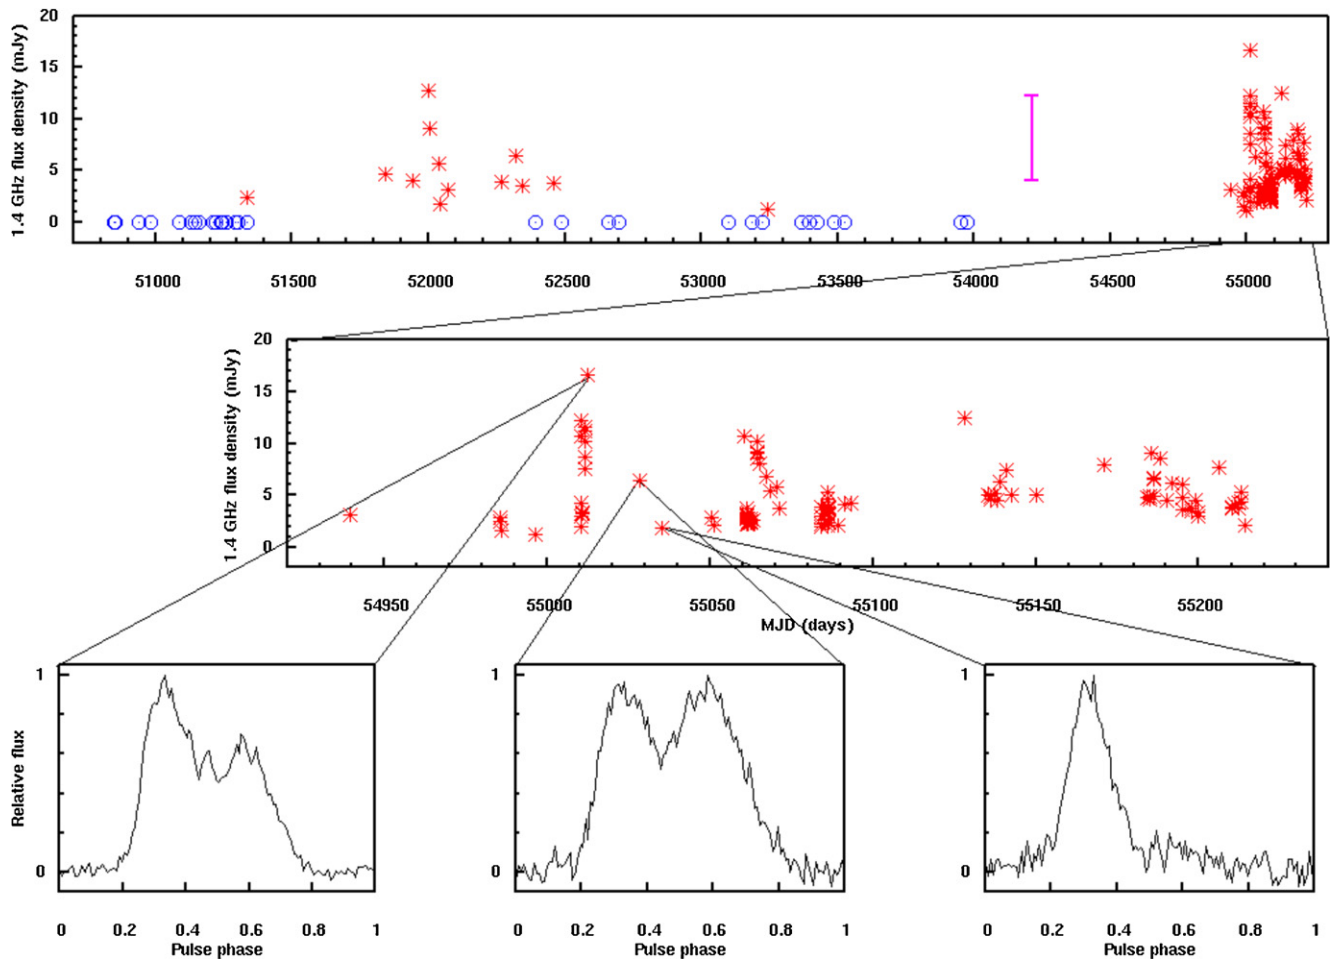 1.4 GHz flux density (mJy)
20
15
10
5
0
51000 51500 52000 52500 53000 53500 54000 54500 55000
1.4 GHz flux density (mJy)
20
15
10
5
0
54950 55000 55050 55100 55150 55200
MJD (days)
Relative flux
1 1 1
0 0 0
0 0.2 0.4 0.6 0.8 1 0 0.2 0.4 0.6 0.8 1 0 0.2 0.4 0.6 0.8 1
Pulse phase Pulse phase Pulse phase